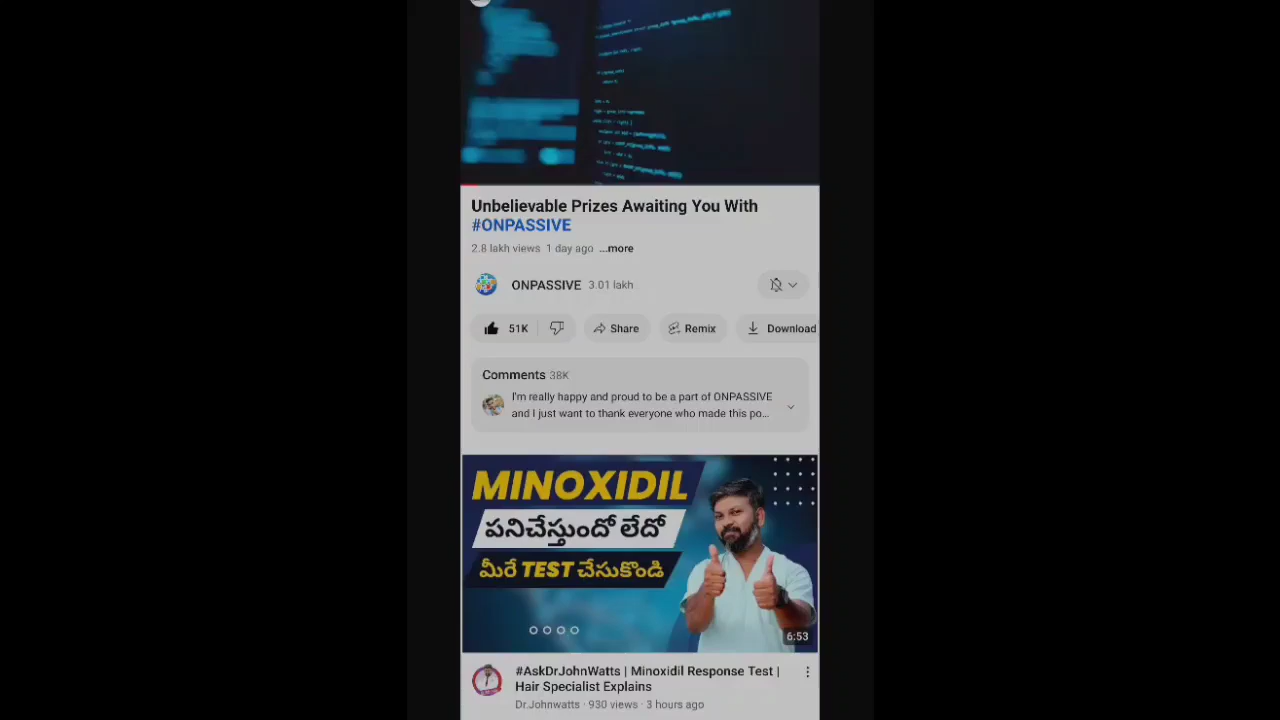 Unbelievable Prizes Awaiting You With
#ONPASSIVE
2.8 lakh views 1 day ago ...more
ONPASSIVE 3.01 lakh
51K Share Remix Download
Comments 38K
I'm really happy and proud to be a part of ONPASSIVE
and I just want to thank everyone who made this po...
MINOXIDIL
పనిచేస్తుందో లేదో
మీరే TEST చేసుకొండి
6:53
#AskDrJohnWatts | Minoxidil Response Test |
Hair Specialist Explains
Dr.Johnwatts · 930 views · 3 hours ago